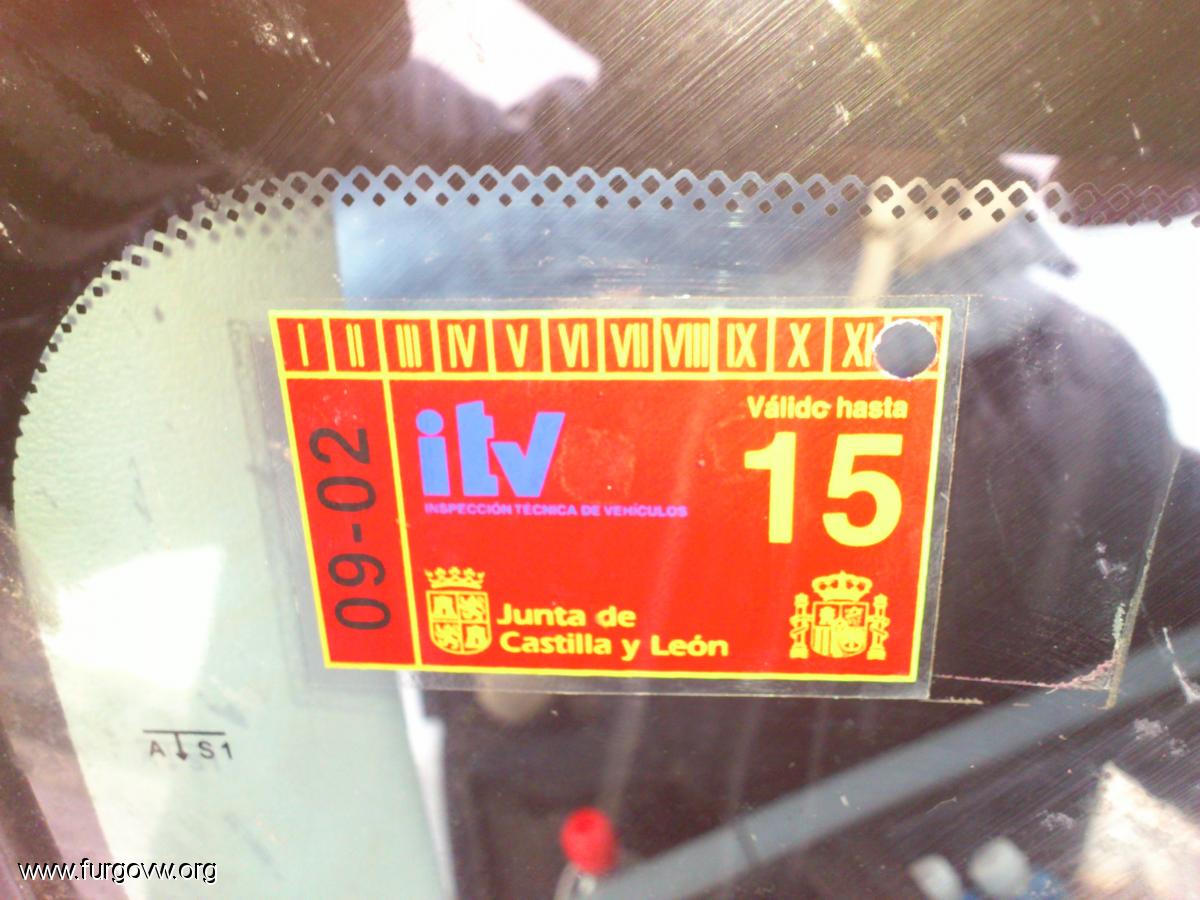 I II III IV V VI VII VIII IX X XI
Válido hasta
15
itv
INSPECCIÓN TÉCNICA DE VEHÍCULOS
09-02
Junta de
Castilla y León
A S1
www.furgovw.org